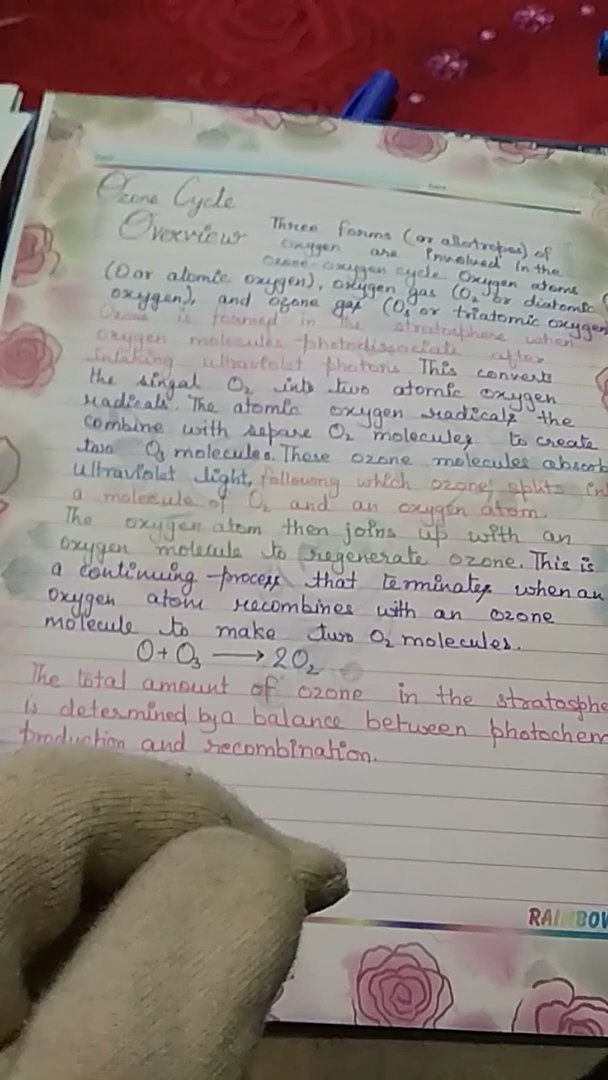 Ozone Cycle
Overview Three forms (or allotropes) of
oxygen are involved in the
ozone-oxygen cycle Oxygen atoms
(O or atomic oxygen), oxygen gas (O2 or diatomic
oxygen), and ozone gas (O3 or triatomic oxygen
Ozone is formed in the stratosphere when
oxygen molecules photodissociate after
intaking ultraviolet photons This converts
the singal O2 into two atomic oxygen
radicals. The atomic oxygen radicals the
combine with separe O2 molecules to create
two O3 molecules. These ozone molecules absorb
ultraviolet light, following which ozone splits int
a molecule of O2 and an oxygen atom.
The oxygen atom then joins up with an
oxygen molecule to regenerate ozone. This is
a continuing process that terminates when an
oxygen atom recombines with an ozone
molecule to make two O2 molecules.
O + O3 ⟶ 2O2
The total amount of ozone in the stratosphe
is determined by a balance between photochem
production and recombination.
RAINBOW